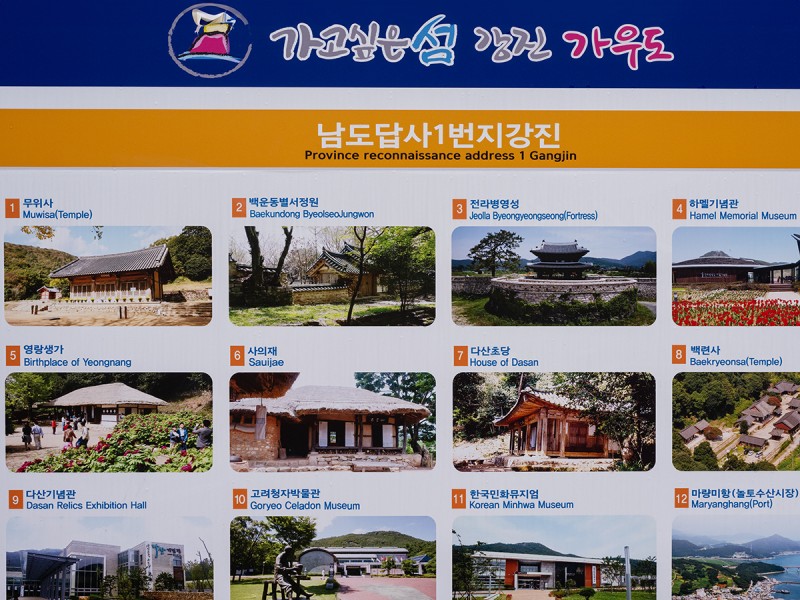 가고싶은섬 강진 가우도
남도답사1번지강진
Province reconnaissance address 1 Gangjin
1 무위사
Muwisa(Temple)
2 백운동별서정원
Baekundong ByeolseoJungwon
3 전라병영성
Jeolla Byeongyeongseong(Fortress)
4 하멜기념관
Hamel Memorial Museum
5 영랑생가
Birthplace of Yeongnang
6 사의재
Sauijae
7 다산초당
House of Dasan
8 백련사
Baekryeonsa(Temple)
9 다산기념관
Dasan Relics Exhibition Hall
10 고려청자박물관
Goryeo Celadon Museum
11 한국민화뮤지엄
Korean Minhwa Museum
12 마량미항(놀토수산시장)
Maryanghang(Port)